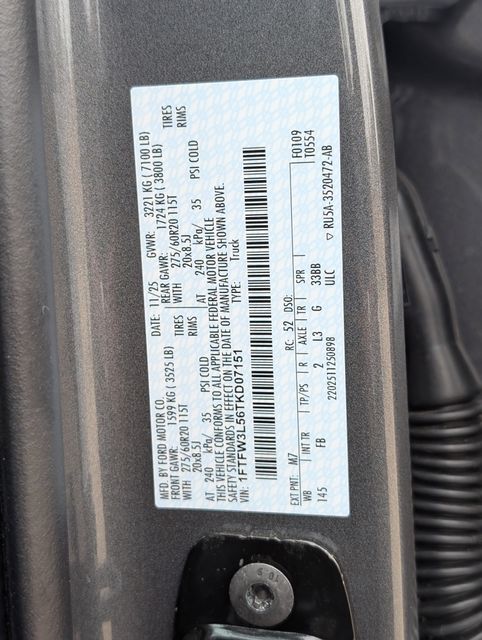 MFD. BY FORD MOTOR CO.
DATE: 11/25 GVWR: 3221 KG ( 7100 LB)
FRONT GAWR: 1599 KG ( 3525 LB) REAR GAWR: 1724 KG ( 3800 LB)
WITH 275/60R20 115T TIRES WITH 275/60R20 115T TIRES
20x8.5J RIMS 20x8.5J RIMS
AT 240 kPa/ 35 PSI COLD AT 240 kPa/ 35 PSI COLD
THIS VEHICLE CONFORMS TO ALL APPLICABLE FEDERAL MOTOR VEHICLE
SAFETY STANDARDS IN EFFECT ON THE DATE OF MANUFACTURE SHOWN ABOVE.
VIN: 1FTFW3L56TKD07151 TYPE: Truck
F0109
T0554
EXT PNT: M7 RC: 52 DSO:
WB INT TR TP/PS R AXLE TR SPR ▽ RU5A-3520472-AB
145 FB 2 L3 G 33BB
2202511250898 ULC